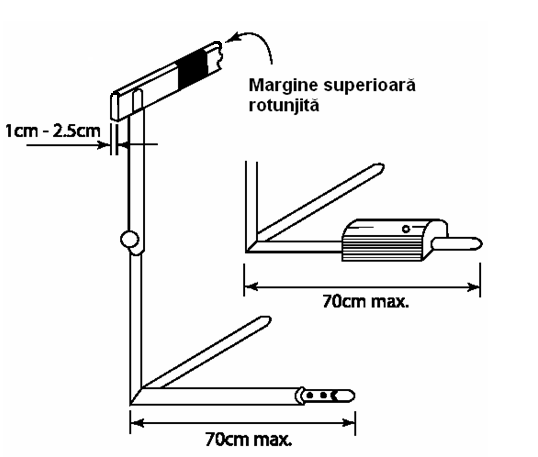 Margine superioară
rotunjită
1cm - 2.5cm
70cm max.
70cm max.